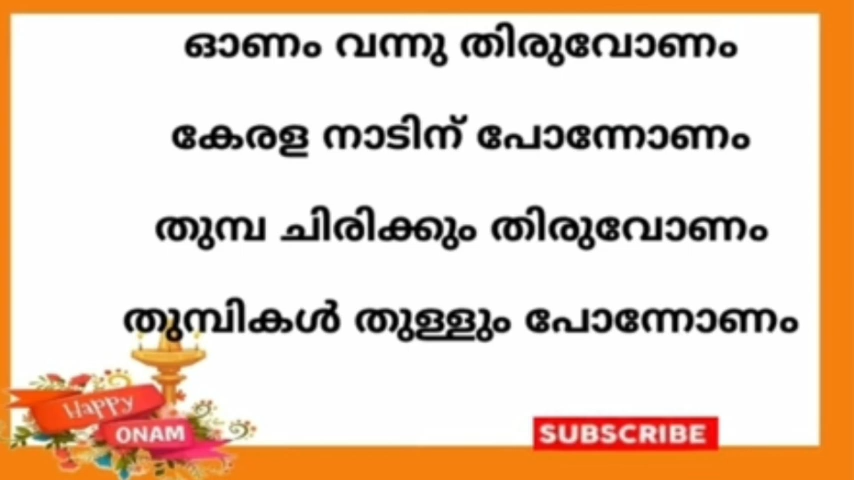 ഓണം വന്നു തിരുവോണം
കേരള നാടിന് പോന്നോണം
തുമ്പ ചിരിക്കും തിരുവോണം
തുമ്പികൾ തുള്ളും പോന്നോണം
Happy
ONAM
SUBSCRIBE